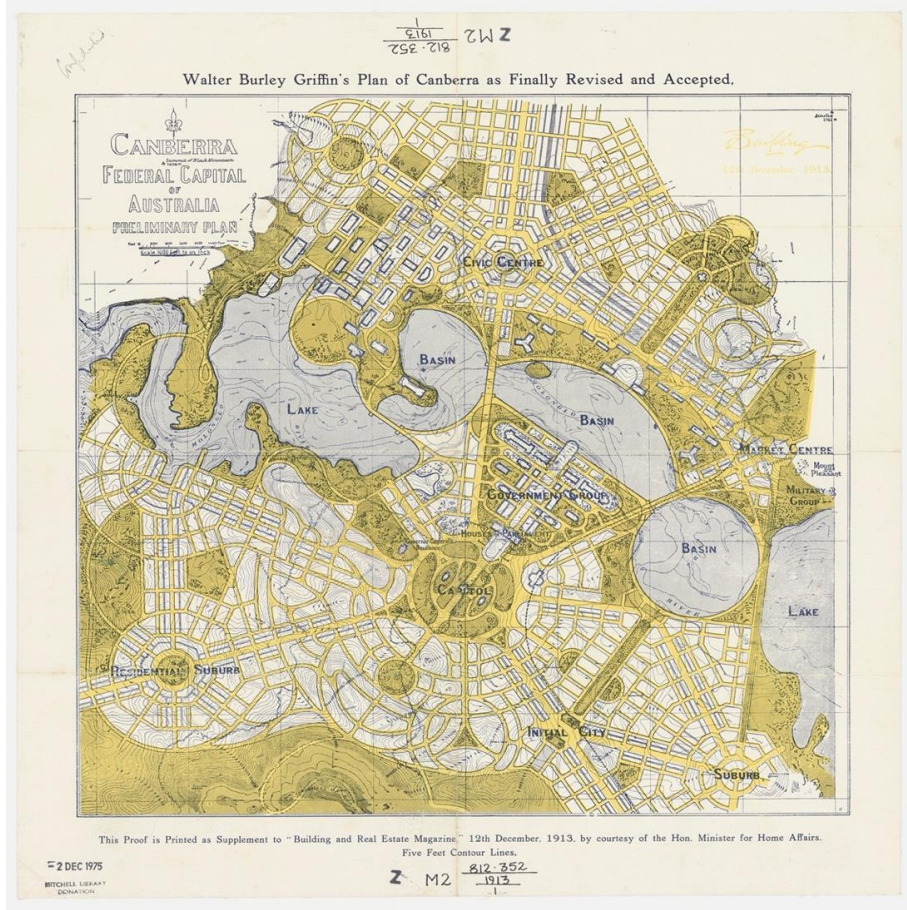 Z M2 812·352
1913
1
Walter Burley Griffin's Plan of Canberra as Finally Revised and Accepted.
CANBERRA
FEDERAL CAPITAL
OF
AUSTRALIA
PRELIMINARY PLAN
Building
12th December, 1913.
CIVIC CENTRE
BASIN
LAKE
MOLONGLO
BASIN
MARKET CENTRE
MOUNT
PLEASANT
MILITARY
GROUP
GOVERNMENT GROUP
HOUSES OF PARLIAMENT
BASIN
RIVER
CAPITOL
LAKE
RESIDENTIAL SUBURB
INITIAL CITY
SUBURB
This Proof is Printed as Supplement to "Building and Real Estate Magazine," 12th December, 1913, by courtesy of the Hon. Minister for Home Affairs.
Five Feet Contour Lines.
=2 DEC 1975
MITCHELL LIBRARY
DONATION
Z M2 812·352
1913
1